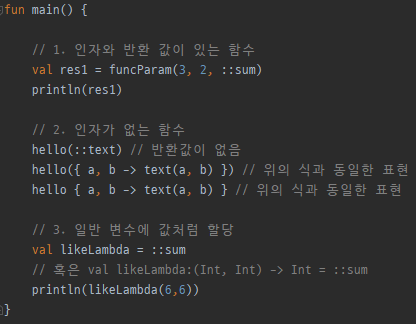 fun main() {
// 1. 인자와 반환 값이 있는 함수
val res1 = funcParam(3, 2, ::sum)
println(res1)
// 2. 인자가 없는 함수
hello(::text) // 반환값이 없음
hello({ a, b -> text(a, b) }) // 위의 식과 동일한 표현
hello { a, b -> text(a, b) } // 위의 식과 동일한 표현
// 3. 일반 변수에 값처럼 할당
val likeLambda = ::sum
// 혹은 val likeLambda:(Int, Int) -> Int = ::sum
println(likeLambda(6,6))
}